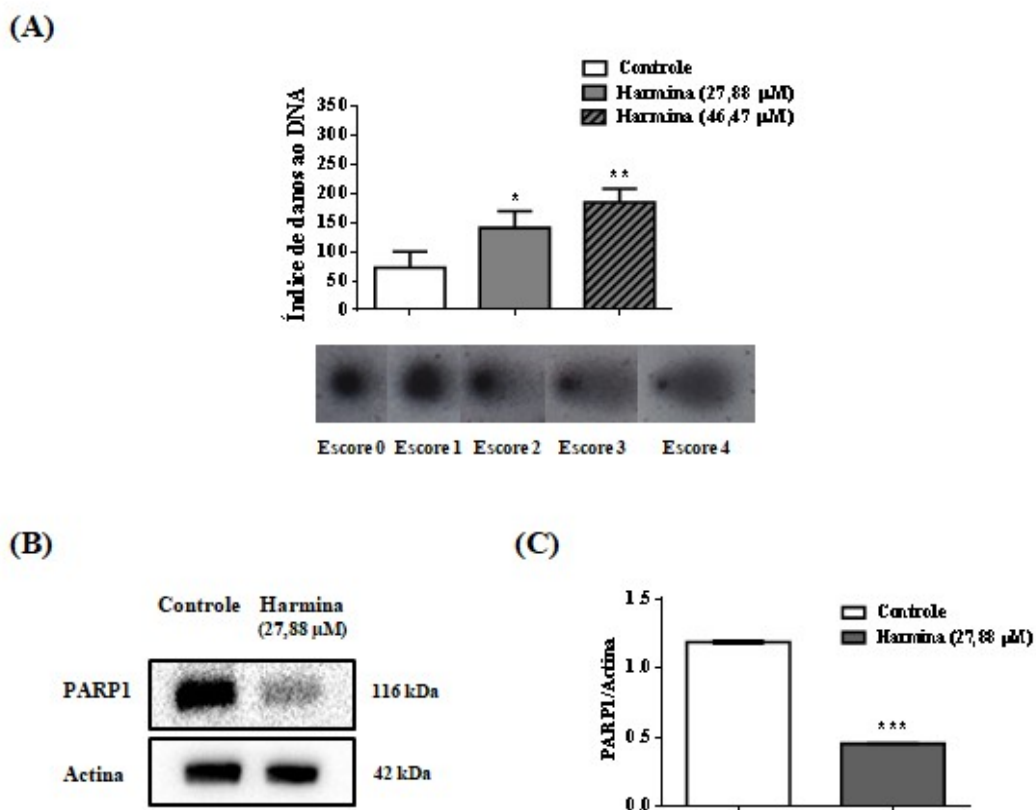 (A)
Controle
Harmina (27,88 µM)
Harmina (46,47 µM)
Índice de danos ao DNA
350
300
250
200
150
100
50
0
*
**
Escore 0 Escore 1 Escore 2 Escore 3 Escore 4
(B)
Controle Harmina
(27,88 µM)
PARP1 116 kDa
Actina 42 kDa
(C)
Controle
Harmina (27,88 µM)
PARP1/Actina
1.5
1.0
0.5
0.0
***